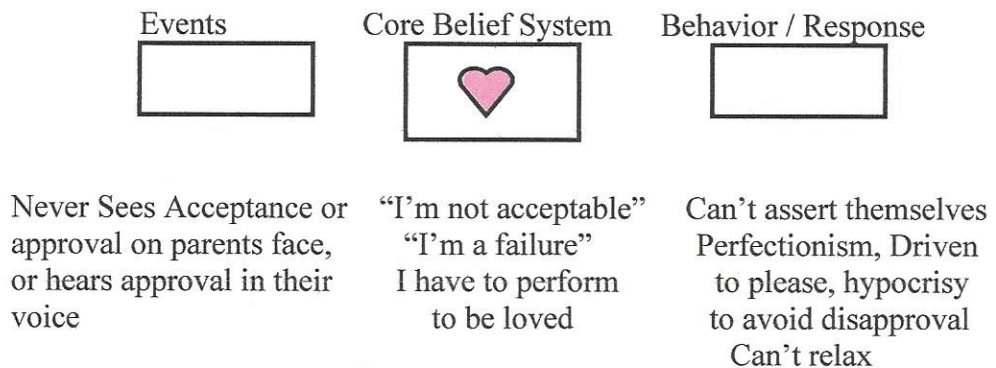 Events
Core Belief System
Behavior / Response
Never Sees Acceptance or
approval on parents face,
or hears approval in their
voice
“I’m not acceptable”
“I’m a failure”
I have to perform
to be loved
Can’t assert themselves
Perfectionism, Driven
to please, hypocrisy
to avoid disapproval
Can’t relax